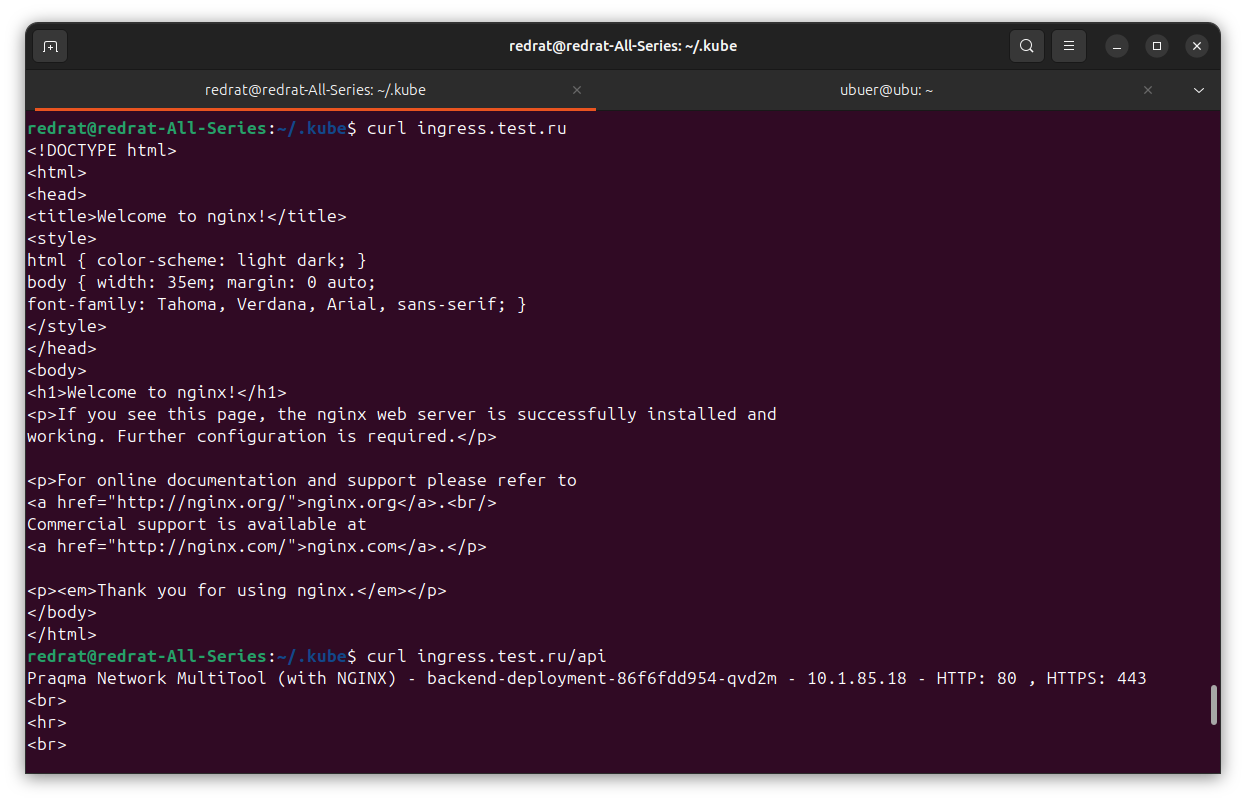 redrat@redrat-All-Series: ~/.kube
redrat@redrat-All-Series: ~/.kube
ubuer@ubu: ~
redrat@redrat-All-Series:~/.kube$ curl ingress.test.ru
<!DOCTYPE html>
<html>
<head>
<title>Welcome to nginx!</title>
<style>
html { color-scheme: light dark; }
body { width: 35em; margin: 0 auto;
font-family: Tahoma, Verdana, Arial, sans-serif; }
</style>
</head>
<body>
<h1>Welcome to nginx!</h1>
<p>If you see this page, the nginx web server is successfully installed and
working. Further configuration is required.</p>

<p>For online documentation and support please refer to
<a href="http://nginx.org/">nginx.org</a>.<br/>
Commercial support is available at
<a href="http://nginx.com/">nginx.com</a>.</p>

<p><em>Thank you for using nginx.</em></p>
</body>
</html>
redrat@redrat-All-Series:~/.kube$ curl ingress.test.ru/api
Praqma Network MultiTool (with NGINX) - backend-deployment-86f6fdd954-qvd2m - 10.1.85.18 - HTTP: 80 , HTTPS: 443
<br>
<hr>
<br>